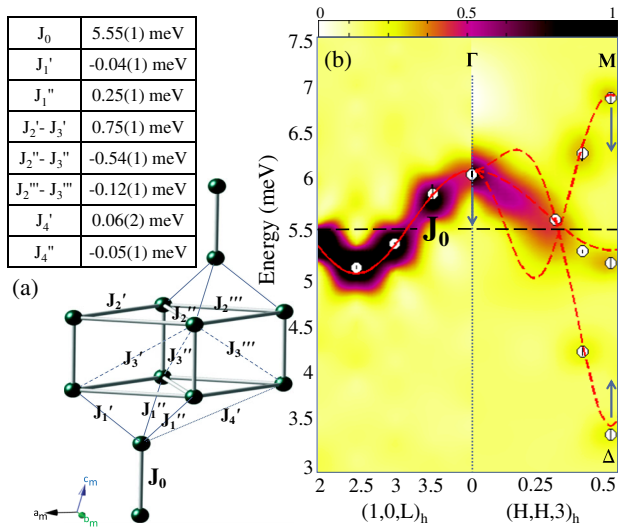 J0 5.55(1) meV
J1' -0.04(1) meV
J1" 0.25(1) meV
J2'- J3' 0.75(1) meV
J2"- J3" -0.54(1) meV
J2'"- J3'" -0.12(1) meV
J4' 0.06(2) meV
J4" -0.05(1) meV
(a)
J2' J2" J2'"
J3' J3" J3'"
J1' J1" J1" J4'
J0
am bm cm
0 0.5 1
(b) Γ M
7.5
7
6.5
6
5.5
5
4.5
4
3.5
3
Energy (meV)
J0
Δ
2 2.5 3 3.5 0 0.25 0.5
(1,0,L)h (H,H,3)h